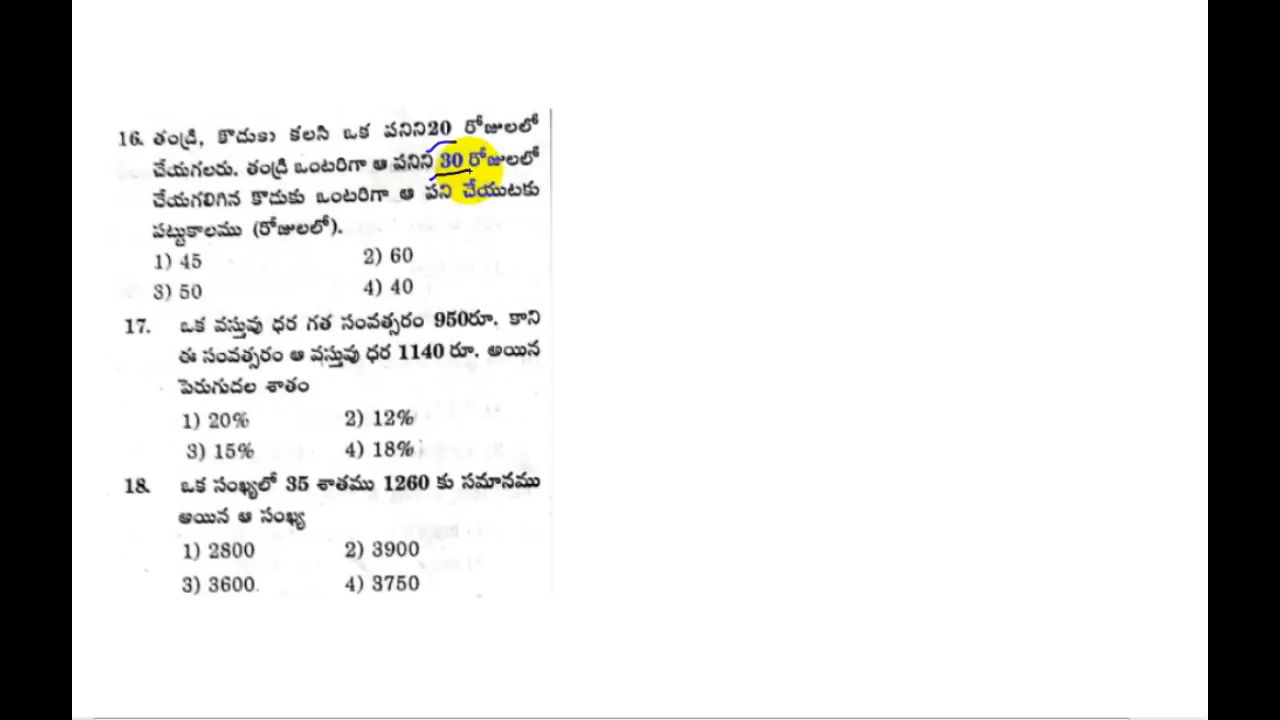 16. తండ్రి, కొడుకు కలసి ఒక పనిని20 రోజులలో
చేయగలరు. తండ్రి ఒంటరిగా ఆ పనిని 30 రోజులలో
చేయగలిగిన కొడుకు ఒంటరిగా ఆ పని చేయుటకు
పట్టుకాలము (రోజులలో).
1) 45 2) 60
3) 50 4) 40
17. ఒక వస్తువు ధర గత సంవత్సరం 950రూ. కాని
ఈ సంవత్సరం ఆ వస్తువు ధర 1140 రూ. అయిన
పెరుగుదల శాతం
1) 20% 2) 12%
3) 15% 4) 18%
18. ఒక సంఖ్యలో 35 శాతము 1260 కు సమానము
అయిన ఆ సంఖ్య
1) 2800 2) 3900
3) 3600. 4) 3750